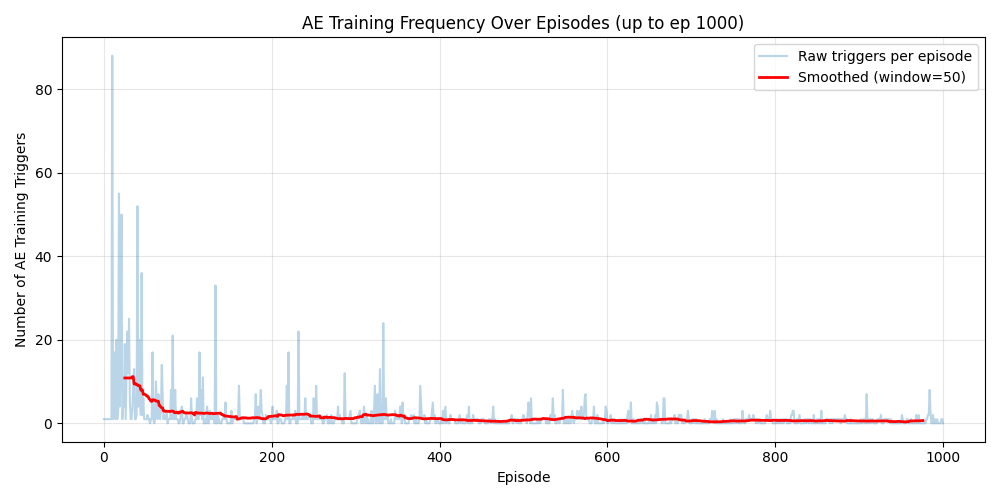 AE Training Frequency Over Episodes (up to ep 1000)
Raw triggers per episode
Smoothed (window=50)
Number of AE Training Triggers
80
60
40
20
0
0 200 400 600 800 1000
Episode